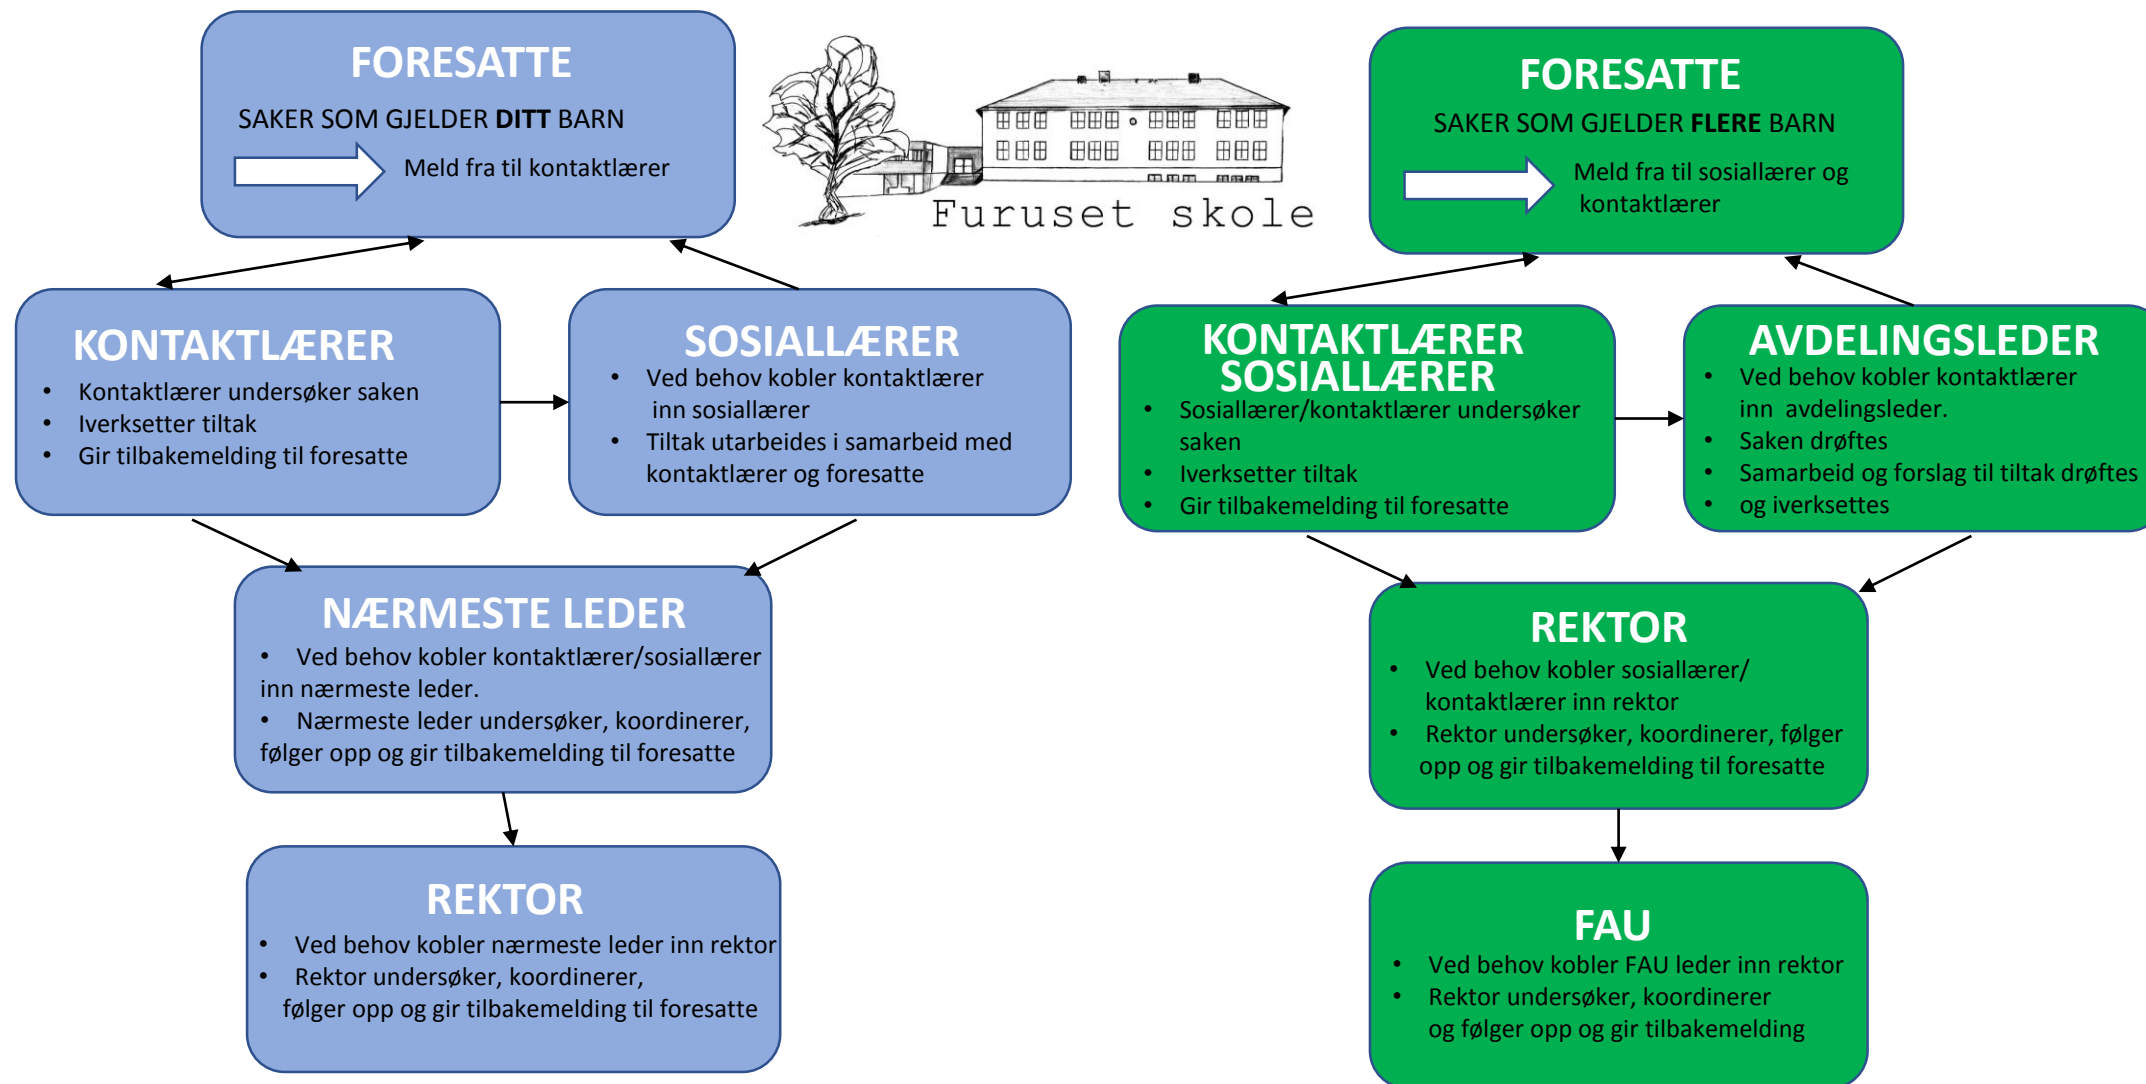 FORESATTE
SAKER SOM GJELDER DITT BARN
Meld fra til kontaktlærer
KONTAKTLÆRER
• Kontaktlærer undersøker saken
• Iverksetter tiltak
• Gir tilbakemelding til foresatte
SOSIALLÆRER
• Ved behov kobler kontaktlærer
inn sosiallærer
• Tiltak utarbeides i samarbeid med
kontaktlærer og foresatte
NÆRMESTE LEDER
• Ved behov kobler kontaktlærer/sosiallærer
inn nærmeste leder.
• Nærmeste leder undersøker, koordinerer,
følger opp og gir tilbakemelding til foresatte
REKTOR
• Ved behov kobler nærmeste leder inn rektor
• Rektor undersøker, koordinerer,
følger opp og gir tilbakemelding til foresatte
Furuset skole
FORESATTE
SAKER SOM GJELDER FLERE BARN
Meld fra til sosiallærer og
kontaktlærer
KONTAKTLÆRER
SOSIALLÆRER
• Sosiallærer/kontaktlærer undersøker
saken
• Iverksetter tiltak
• Gir tilbakemelding til foresatte
AVDELINGSLEDER
• Ved behov kobler kontaktlærer
inn avdelingsleder.
• Saken drøftes
• Samarbeid og forslag til tiltak drøftes
• og iverksettes
REKTOR
• Ved behov kobler sosiallærer/
kontaktlærer inn rektor
• Rektor undersøker, koordinerer, følger
opp og gir tilbakemelding til foresatte
FAU
• Ved behov kobler FAU leder inn rektor
• Rektor undersøker, koordinerer
og følger opp og gir tilbakemelding